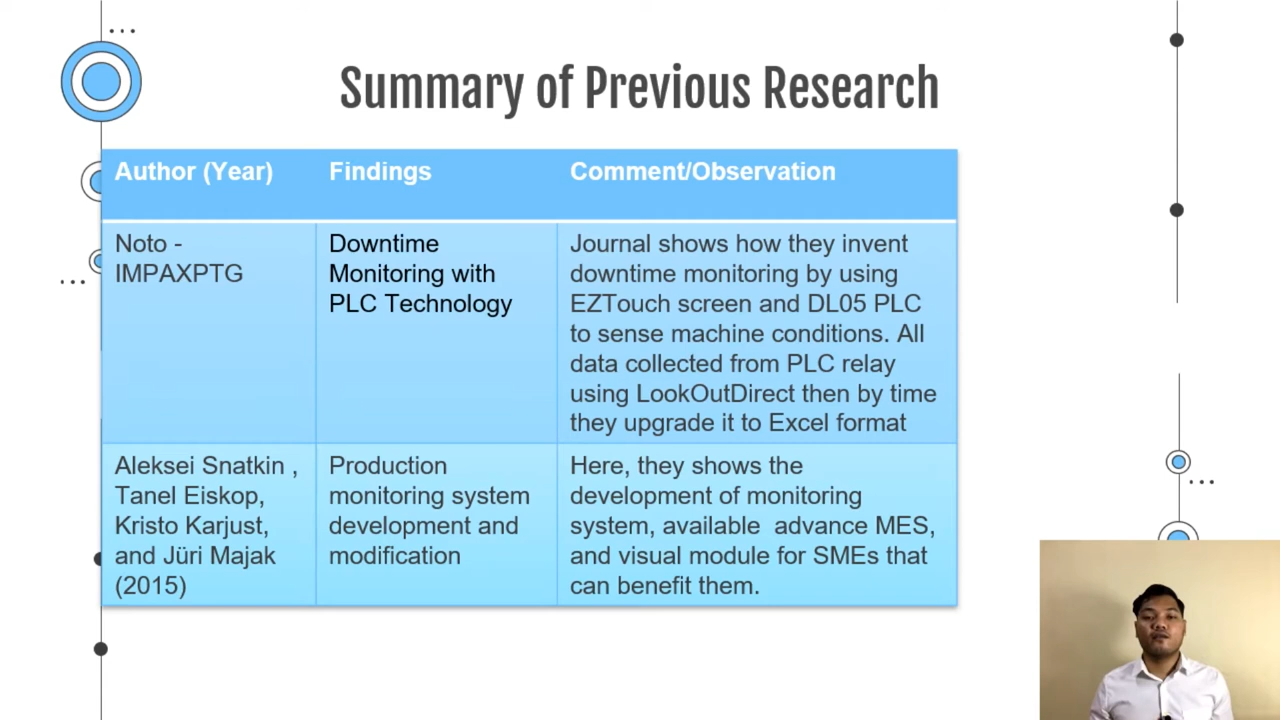 Summary of Previous Research
Author (Year)
Findings
Comment/Observation
Noto -
IMPAXPTG
Downtime
Monitoring with
PLC Technology
Journal shows how they invent
downtime monitoring by using
EZTouch screen and DL05 PLC
to sense machine conditions. All
data collected from PLC relay
using LookOutDirect then by time
they upgrade it to Excel format
Aleksei Snatkin ,
Tanel Eiskop,
Kristo Karjust,
and Jüri Majak
(2015)
Production
monitoring system
development and
modification
Here, they shows the
development of monitoring
system, available  advance MES,
and visual module for SMEs that
can benefit them.